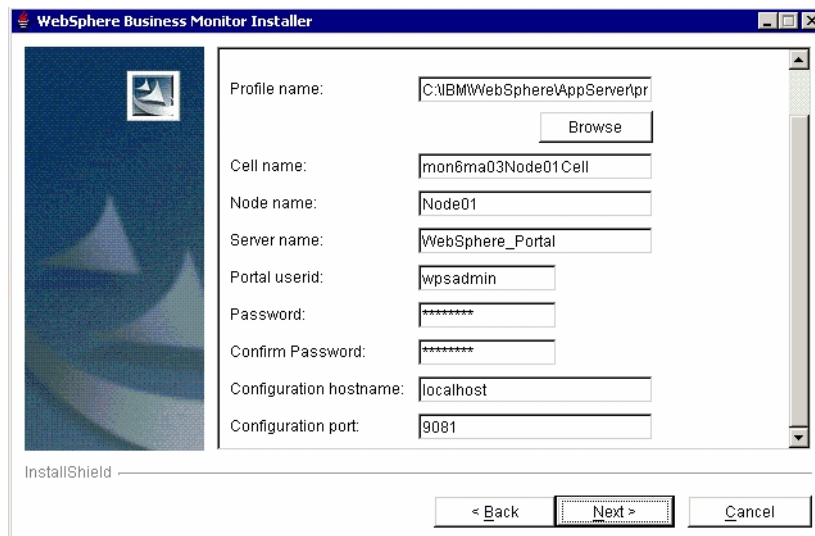 WebSphere Business Monitor Installer
Profile name: C:\IBM\WebSphere\AppServer\pr
Browse
Cell name: mon6ma03Node01Cell
Node name: Node01
Server name: WebSphere_Portal
Portal userid: wpsadmin
Password: ********
Confirm Password: ********
Configuration hostname: localhost
Configuration port: 9081
InstallShield
< Back Next > Cancel